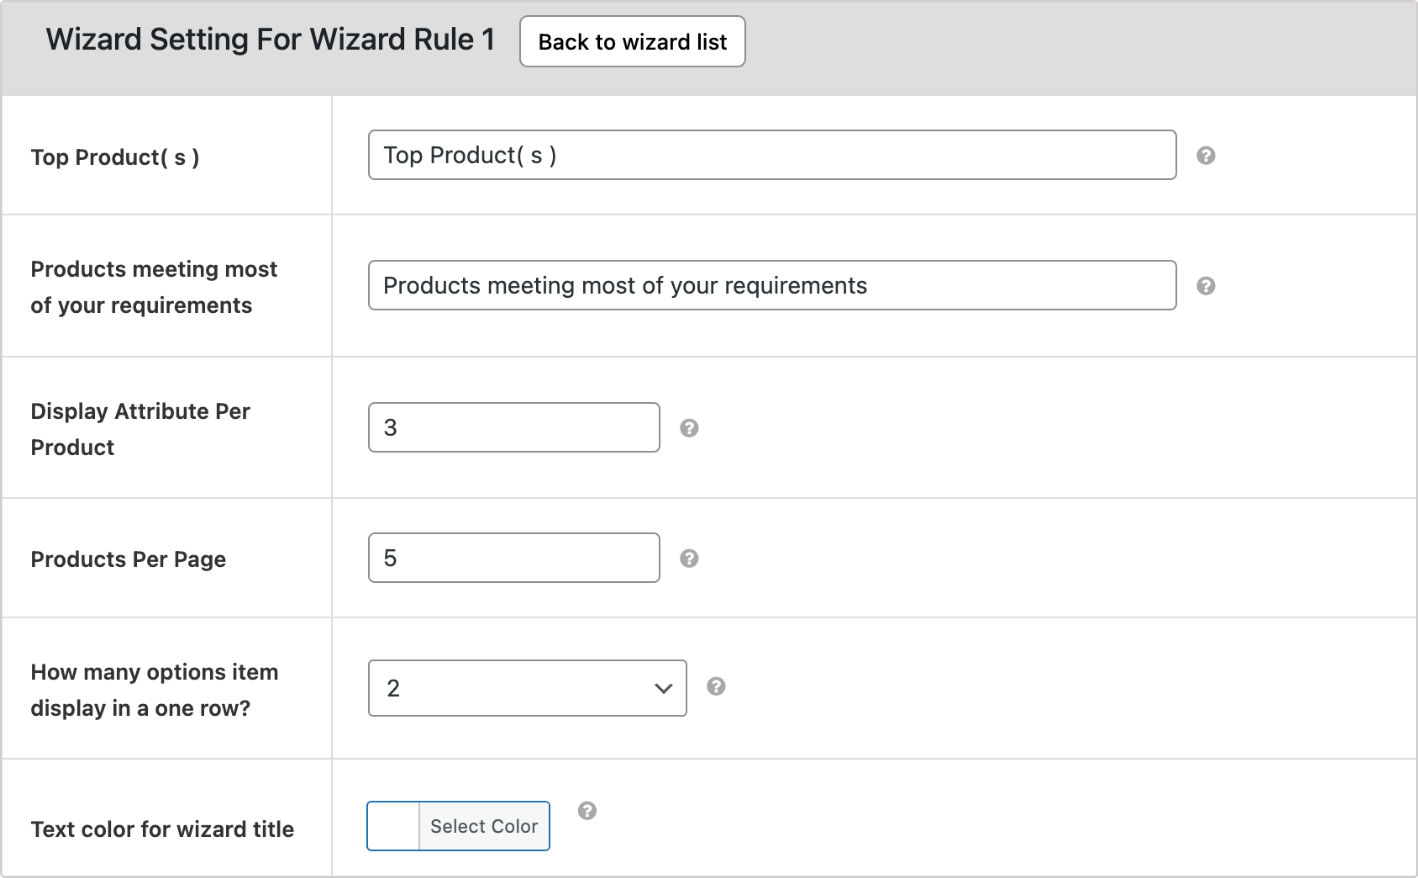 Wizard Setting For Wizard Rule 1
Back to wizard list
Top Product( s )
Top Product( s )
Products meeting most
of your requirements
Products meeting most of your requirements
Display Attribute Per
Product
3
Products Per Page
5
How many options item
display in a one row?
2
Text color for wizard title
Select Color